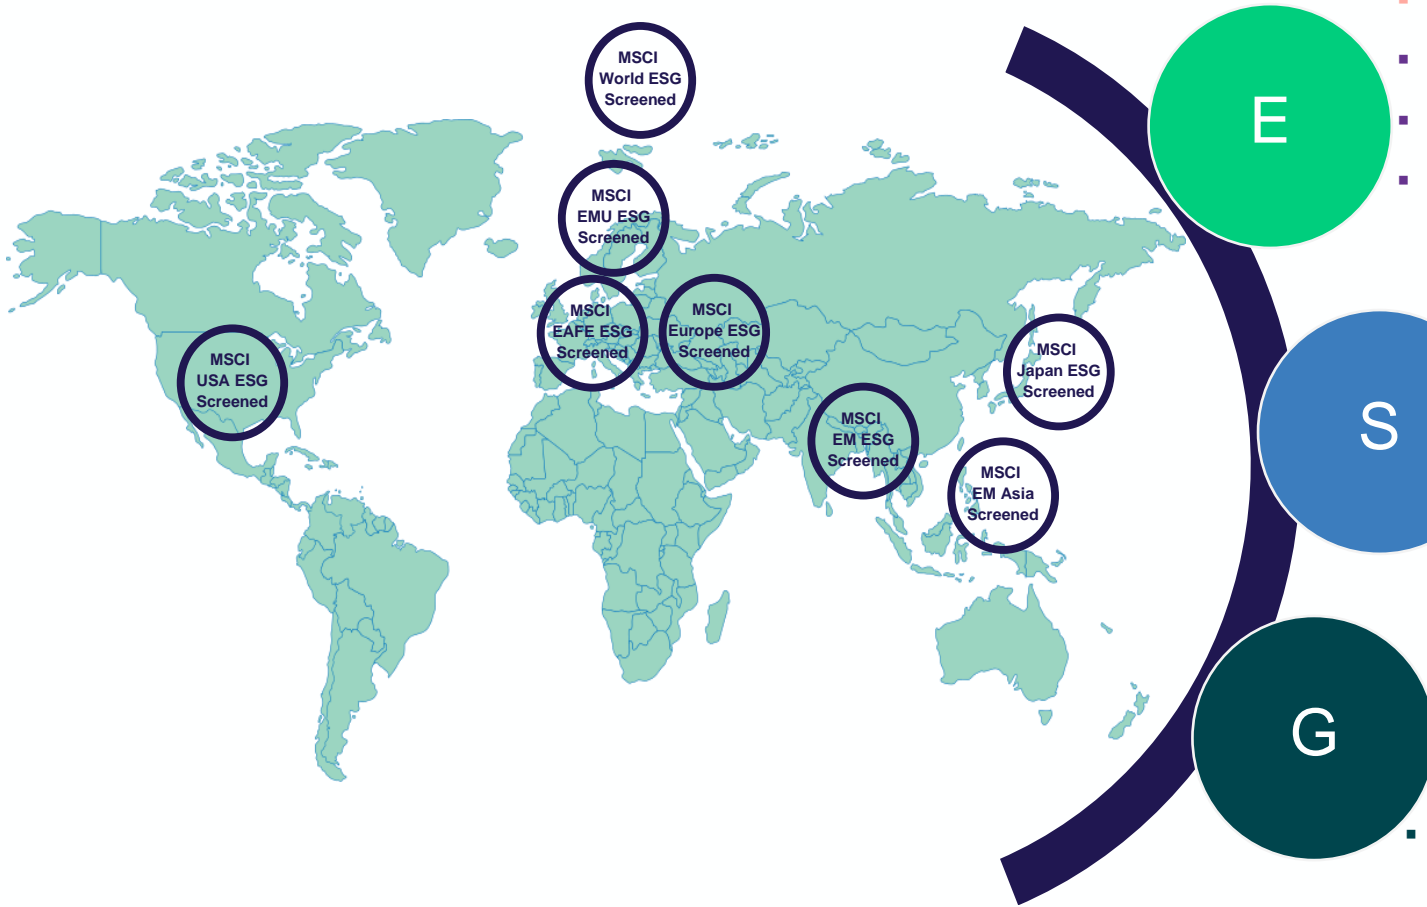 MSCI
World ESG
Screened
MSCI
EMU ESG
Screened
MSCI
EAFE ESG
Screened
MSCI
Europe ESG
Screened
MSCI
USA ESG
Screened
MSCI
Japan ESG
Screened
MSCI
EM ESG
Screened
MSCI
EM Asia
Screened
E
S
G